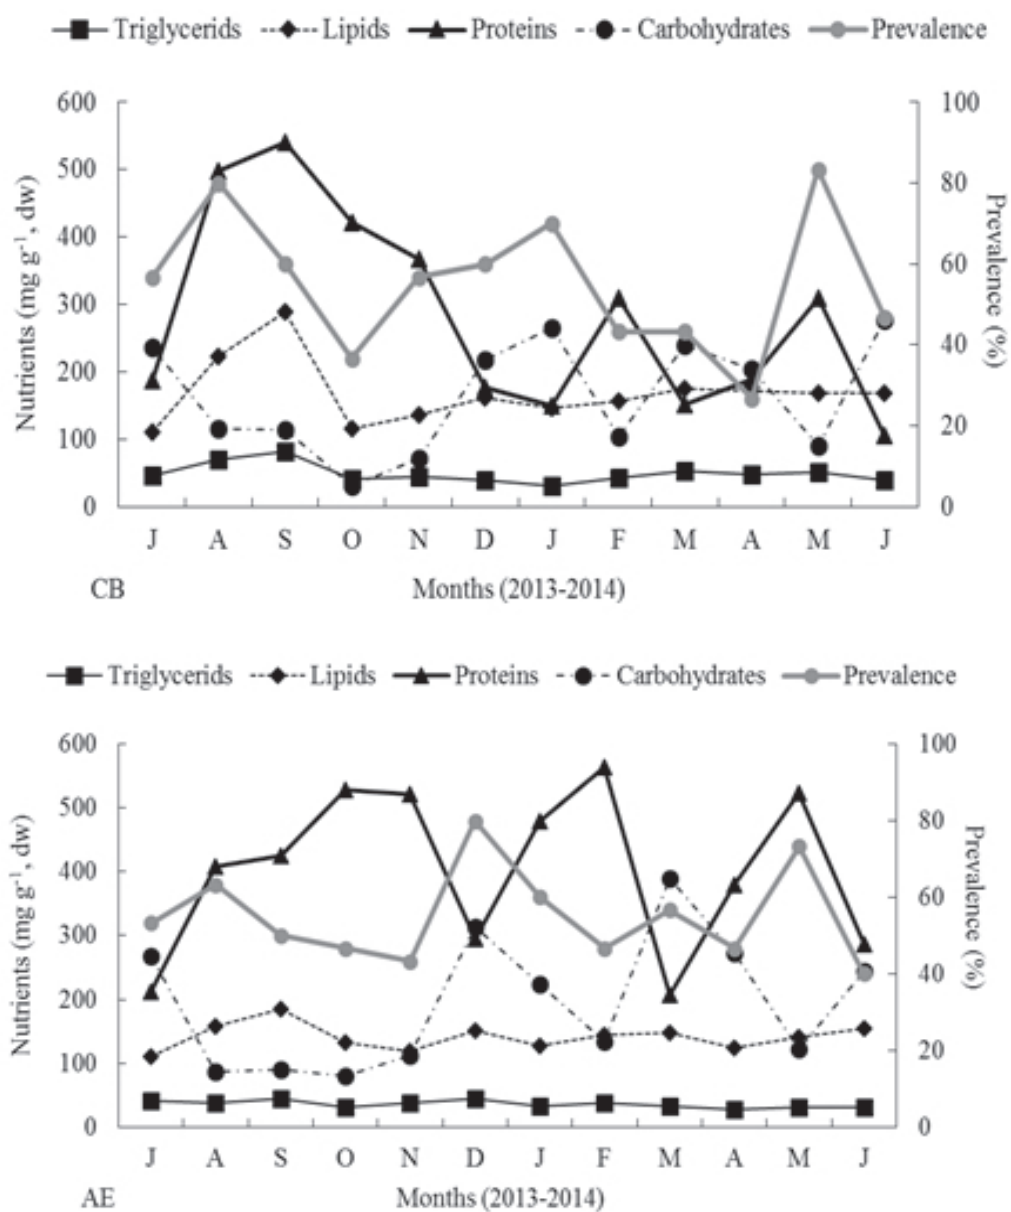 Triglycerids Lipids Proteins Carbohydrates Prevalence
600 100
500 80
400 60
300 40
200 20
100
0 0
Nutrients (mg g⁻¹, dw)
Prevalence (%)
J A S O N D J F M A M J
CB Months (2013-2014)
Triglycerids Lipids Proteins Carbohydrates Prevalence
600 100
500 80
400 60
300 40
200 20
100
0 0
Nutrients (mg g⁻¹, dw)
Prevalence (%)
J A S O N D J F M A M J
AE Months (2013-2014)